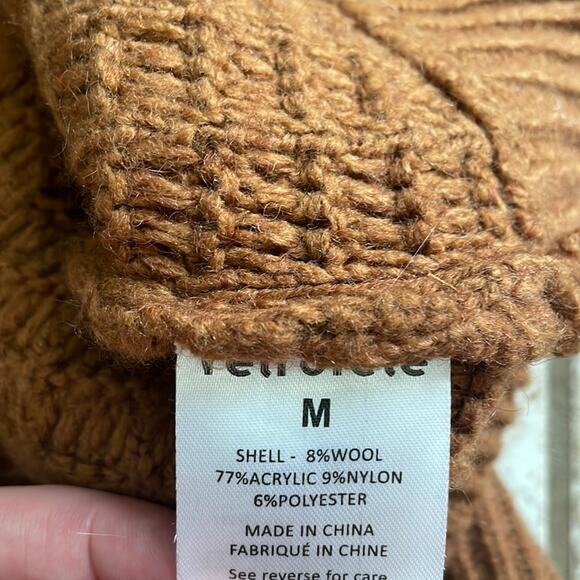 retrofête
M
SHELL - 8%WOOL
77%ACRYLIC 9%NYLON
6%POLYESTER
MADE IN CHINA
FABRIQUÉ IN CHINE
See reverse for care